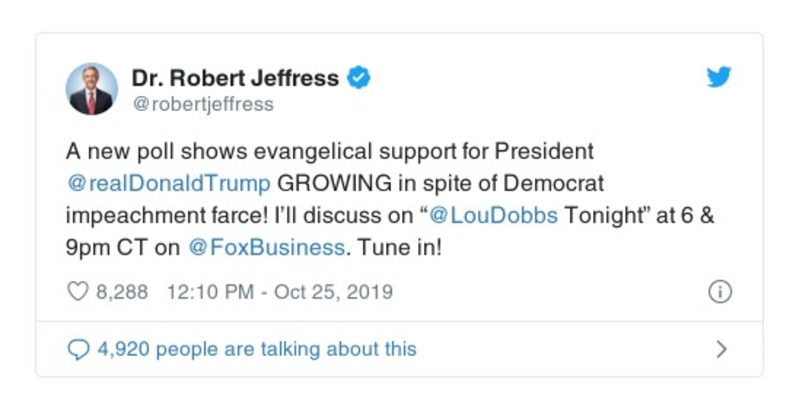 Dr. Robert Jeffress
@robertjeffress
A new poll shows evangelical support for President
@realDonaldTrump GROWING in spite of Democrat
impeachment farce! I’ll discuss on “@LouDobbs Tonight” at 6 &
9pm CT on @FoxBusiness. Tune in!
8,288 12:10 PM - Oct 25, 2019
4,920 people are talking about this